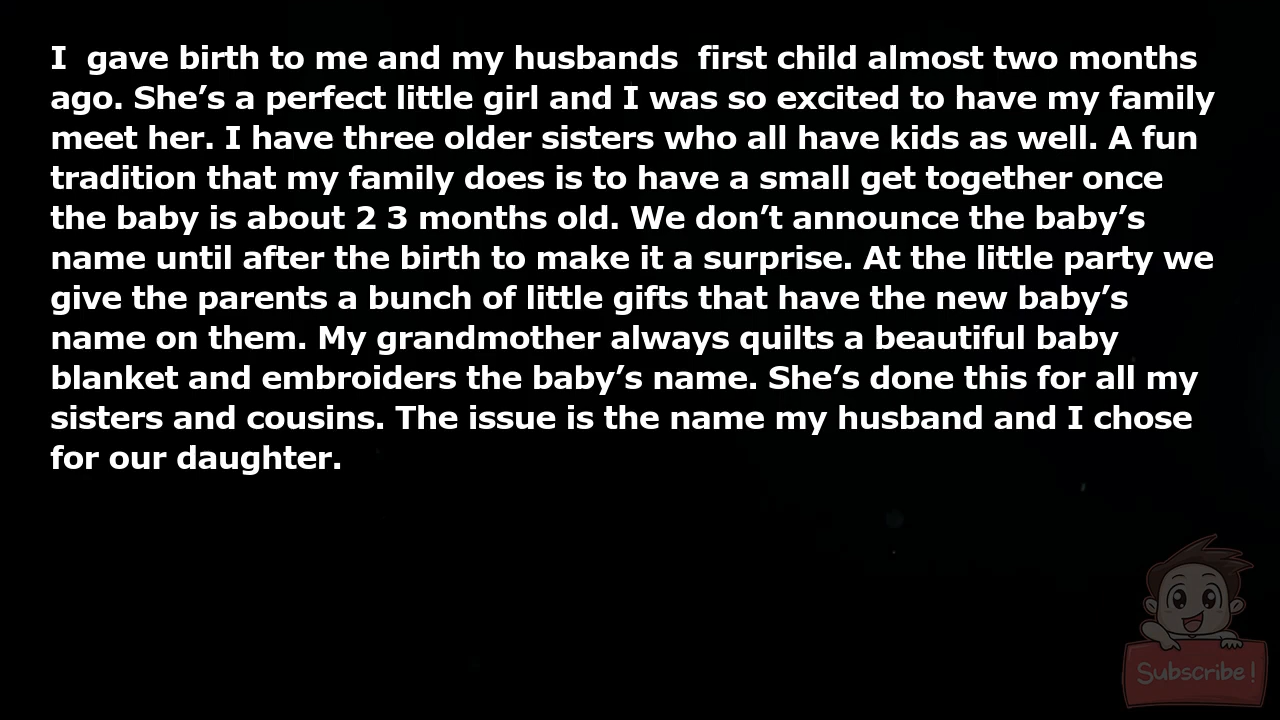 I  gave birth to me and my husbands  first child almost two months
ago. She’s a perfect little girl and I was so excited to have my family
meet her. I have three older sisters who all have kids as well. A fun
tradition that my family does is to have a small get together once
the baby is about 2 3 months old. We don’t announce the baby’s
name until after the birth to make it a surprise. At the little party we
give the parents a bunch of little gifts that have the new baby’s
name on them. My grandmother always quilts a beautiful baby
blanket and embroiders the baby’s name. She’s done this for all my
sisters and cousins. The issue is the name my husband and I chose
for our daughter.
Subscribe!